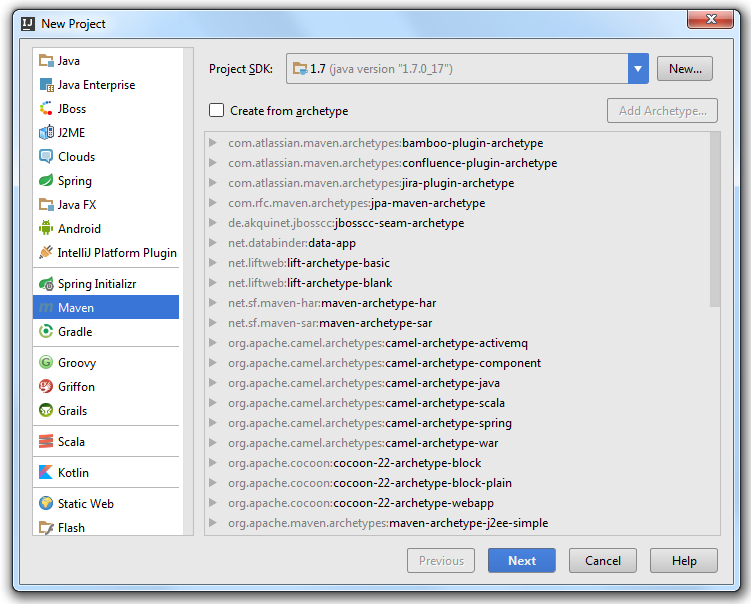 New Project
Java
Java Enterprise
JBoss
J2ME
Clouds
Spring
Java FX
Android
IntelliJ Platform Plugin
Spring Initializr
Maven
Gradle
Groovy
Griffon
Grails
Scala
Kotlin
Static Web
Flash
Project SDK: 1.7 (java version "1.7.0_17") New...
Create from archetype Add Archetype...
com.atlassian.maven.archetypes:bamboo-plugin-archetype
com.atlassian.maven.archetypes:confluence-plugin-archetype
com.atlassian.maven.archetypes:jira-plugin-archetype
com.rfc.maven.archetypes:jpa-maven-archetype
de.akquinet.jbosscc:jbosscc-seam-archetype
net.databinder:data-app
net.liftweb:lift-archetype-basic
net.liftweb:lift-archetype-blank
net.sf.maven-har:maven-archetype-har
net.sf.maven-sar:maven-archetype-sar
org.apache.camel.archetypes:camel-archetype-activemq
org.apache.camel.archetypes:camel-archetype-component
org.apache.camel.archetypes:camel-archetype-java
org.apache.camel.archetypes:camel-archetype-scala
org.apache.camel.archetypes:camel-archetype-spring
org.apache.camel.archetypes:camel-archetype-war
org.apache.cocoon:cocoon-22-archetype-block
org.apache.cocoon:cocoon-22-archetype-block-plain
org.apache.cocoon:cocoon-22-archetype-webapp
org.apache.maven.archetypes:maven-archetype-j2ee-simple
Previous Next Cancel Help